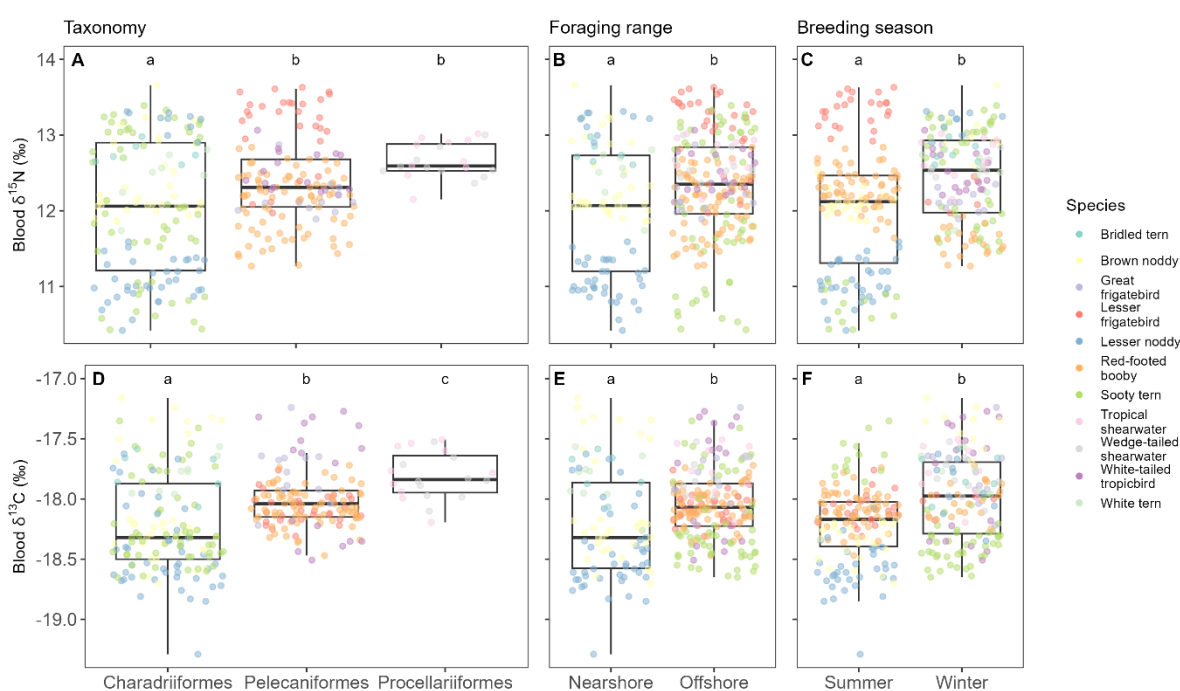 Taxonomy
Foraging range
Breeding season
A
a
b
b
B
a
b
C
a
b
14
13
12
11
Blood δ15N (‰)
D
a
b
c
E
a
b
F
a
b
-17.0
-17.5
-18.0
-18.5
-19.0
Blood δ13C (‰)
Charadriiformes
Pelecaniformes
Procellariiformes
Nearshore
Offshore
Summer
Winter
Species
Bridled tern
Brown noddy
Great
frigatebird
Lesser
frigatebird
Lesser noddy
Red-footed
booby
Sooty tern
Tropical
shearwater
Wedge-tailed
shearwater
White-tailed
tropicbird
White tern